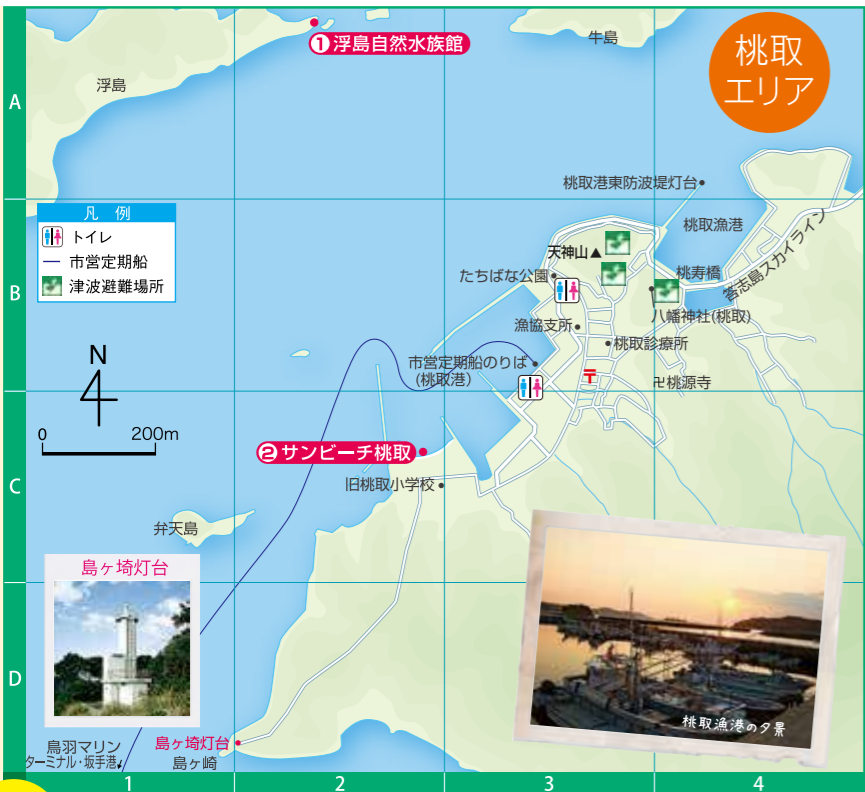 桃取
エリア
A
B
C
D
1
2
3
4
①浮島自然水族館
浮島
牛島
凡 例
トイレ
市営定期船
津波避難場所
N
0 200m
桃取港東防波堤灯台
桃取漁港
答志島スカイライン
天神山▲
たちばな公園
桃寿橋
八幡神社(桃取)
漁協支所
桃取診療所
市営定期船のりば
(桃取港)
〒
卍桃源寺
②サンビーチ桃取
旧桃取小学校
弁天島
島ヶ埼灯台
島ヶ埼灯台
島ヶ崎
鳥羽マリン
ターミナル・坂手港
桃取漁港の夕景